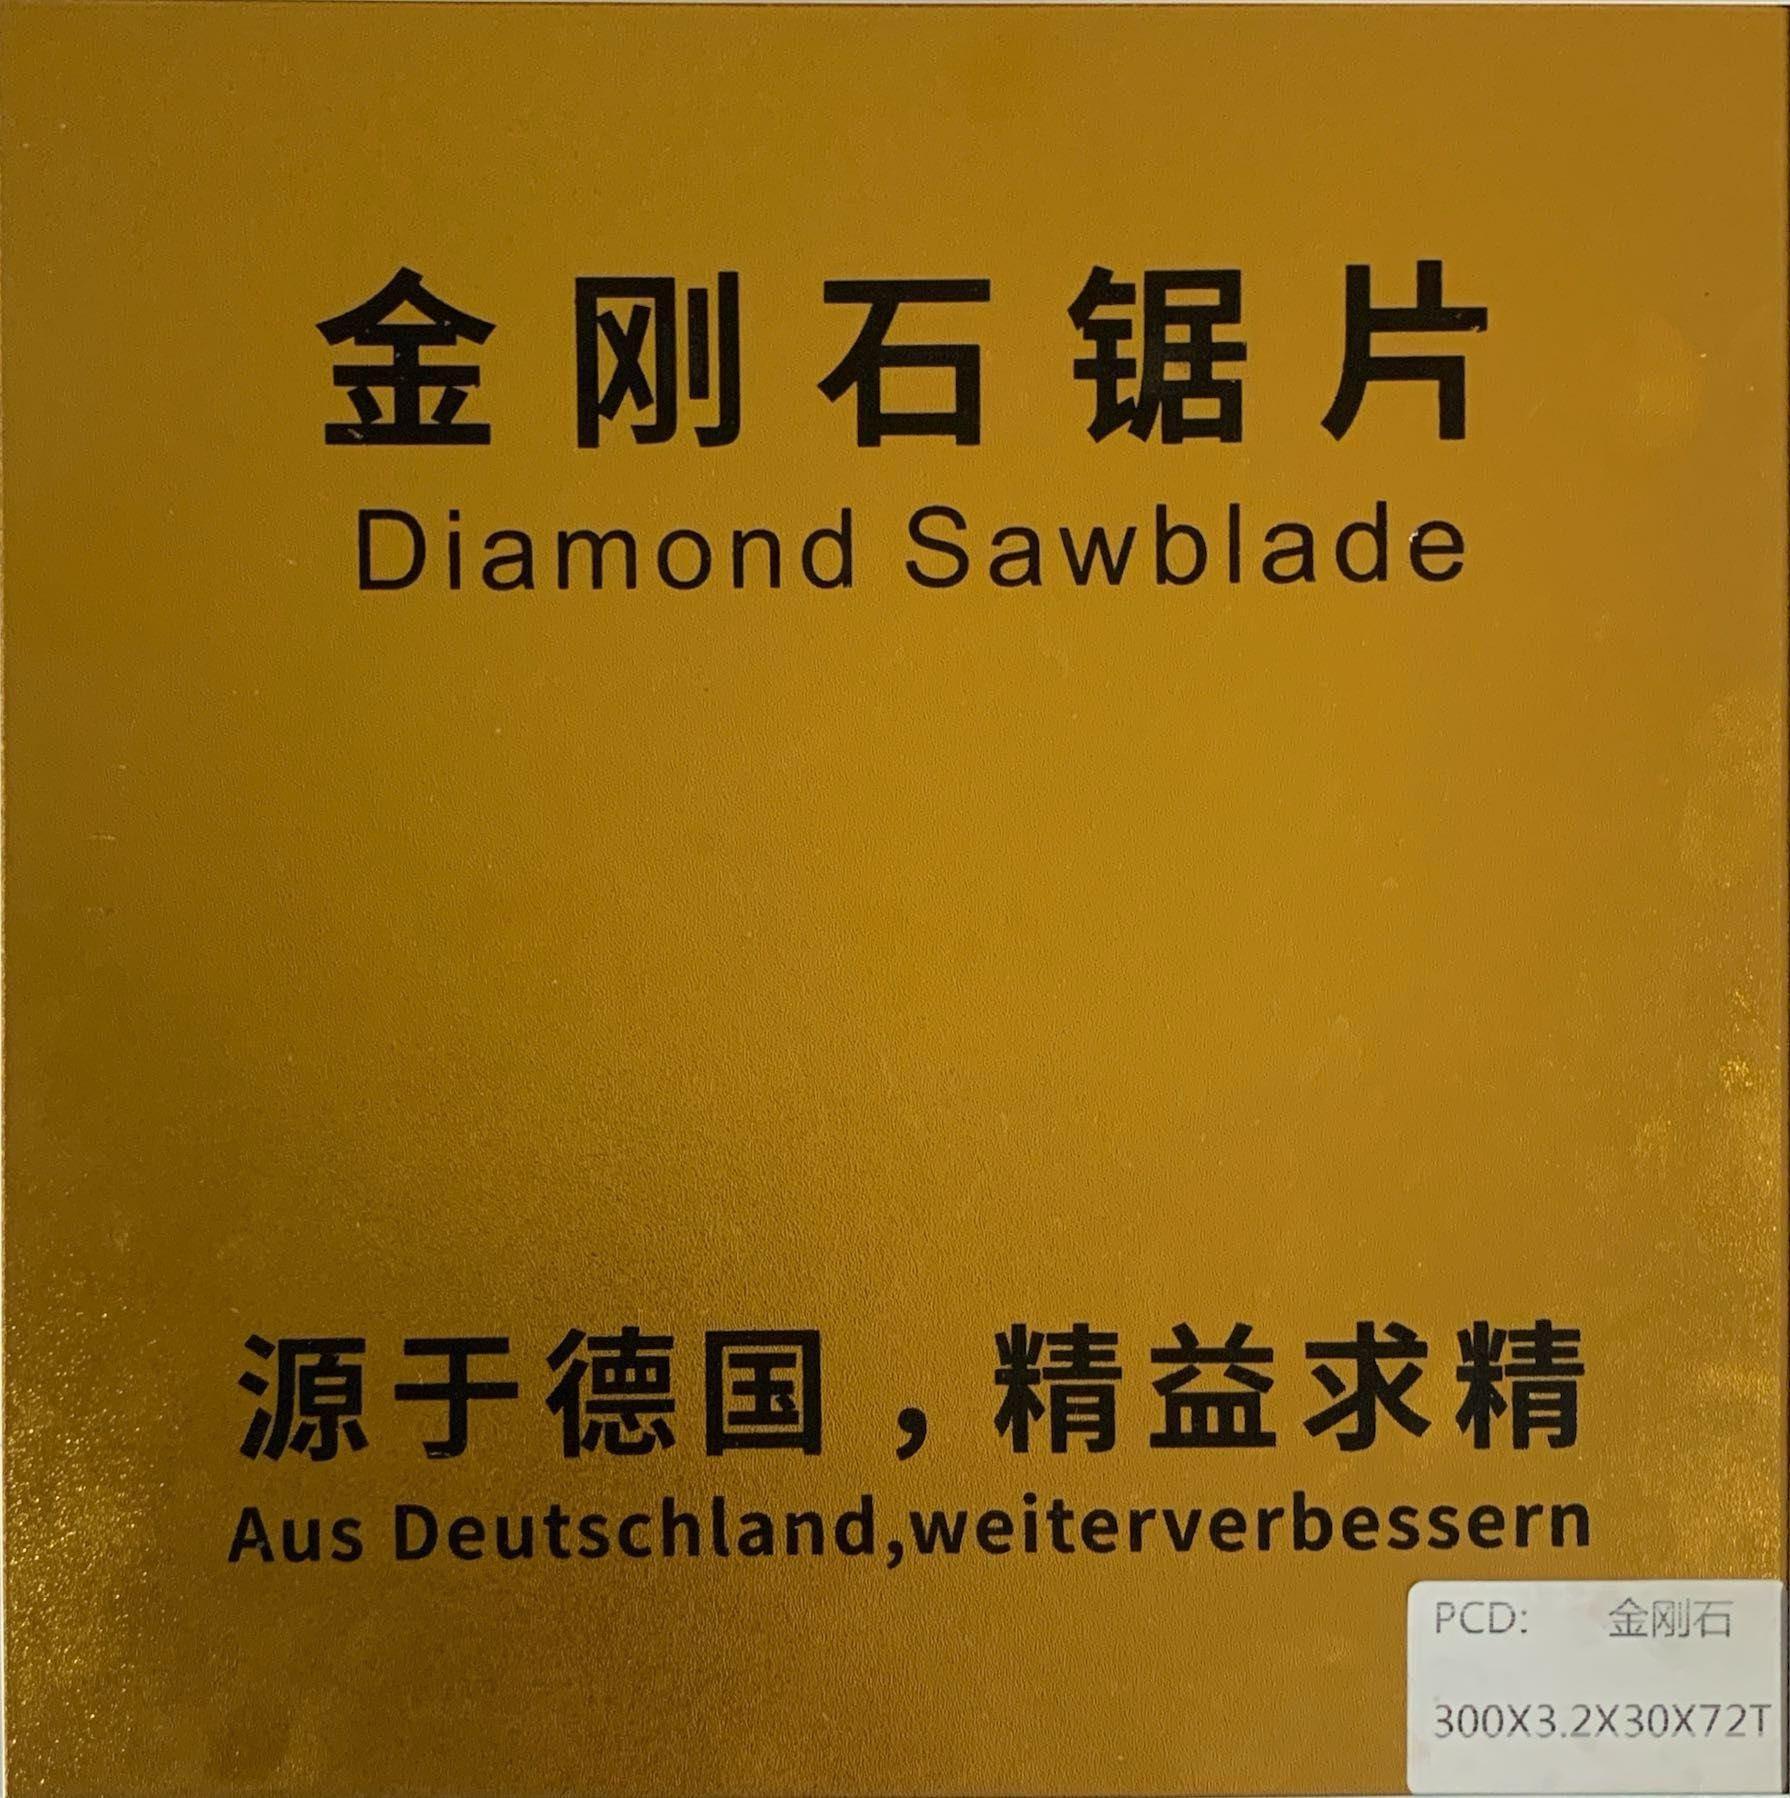 金刚石锯片
Diamond Sawblade
源于德国，精益求精
Aus Deutschland,weiterverbessern
PCD: 金刚石
300X3.2X30X72T